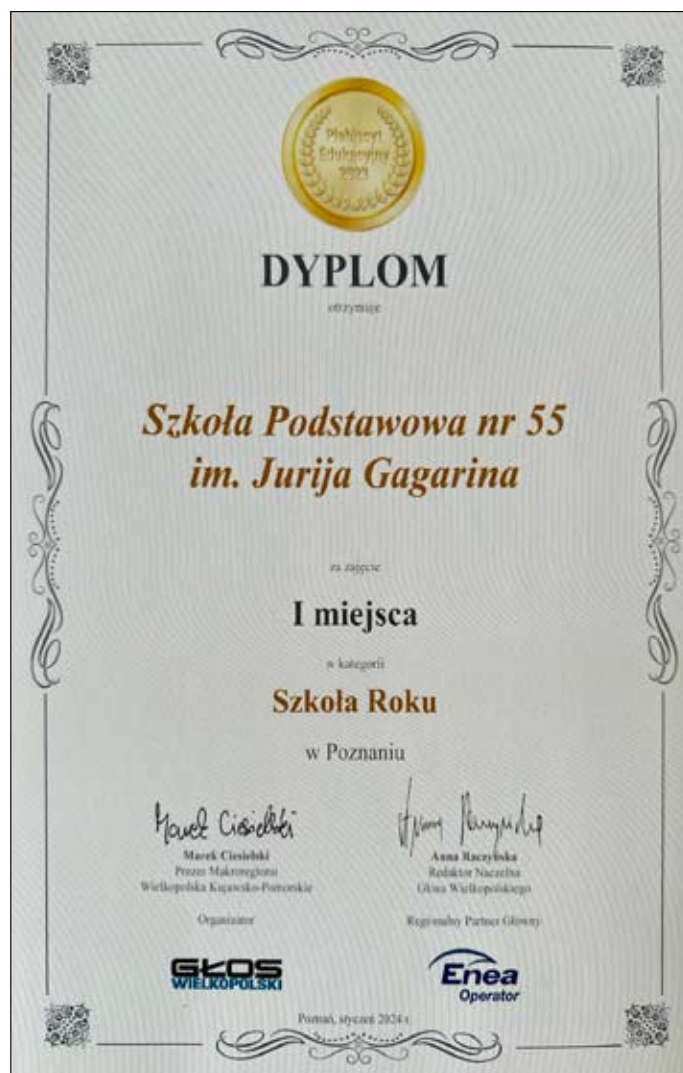 Plebiscyt
Edukacyjny
2023
DYPLOM
otrzymuje
Szkoła Podstawowa nr 55
im. Jurija Gagarina
za zajęcie
I miejsca
w kategorii
Szkoła Roku
w Poznaniu
Marek Ciesielski
Marek Ciesielski
Prezes Makroregionu
Wielkopolska Kujawsko-Pomorskie
Organizator
GŁOS
WIELKOPOLSKI
Anna Raczyńska
Redaktor Naczelna
Głosu Wielkopolskiego
Regionalny Partner Główny
Enea
Operator
Poznań, styczeń 2024 r.